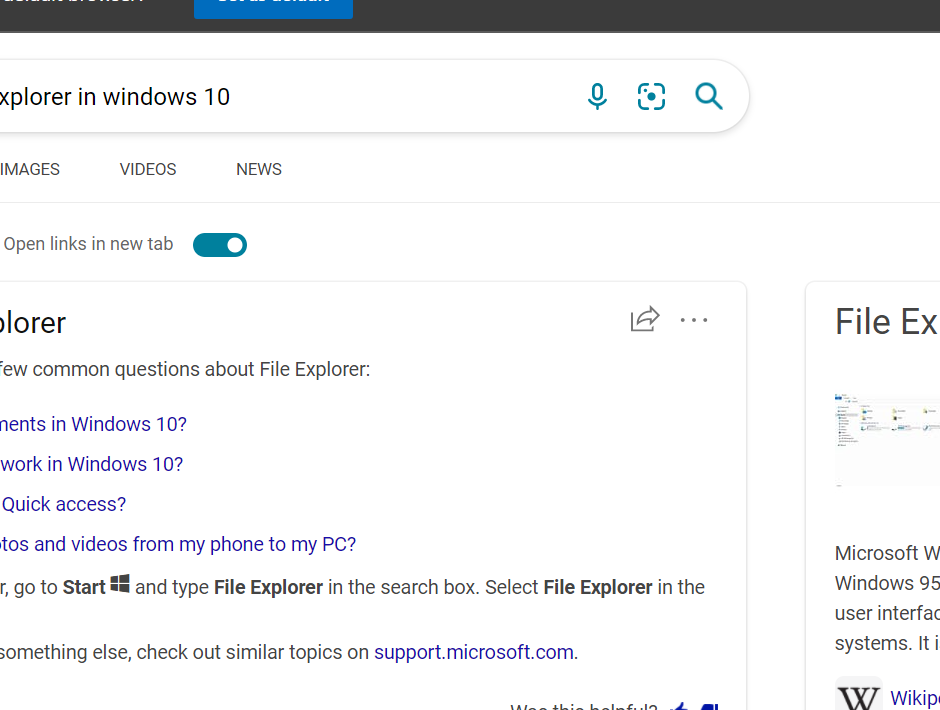 xplorer in windows 10
IMAGES VIDEOS NEWS
Open links in new tab
plorer
few common questions about File Explorer:
ments in Windows 10?
work in Windows 10?
Quick access?
otos and videos from my phone to my PC?
r, go to Start and type File Explorer in the search box. Select File Explorer in the
something else, check out similar topics on support.microsoft.com.
Was this helpful?
File Ex
Microsoft W
Windows 95
user interfac
systems. It i
W Wikipe